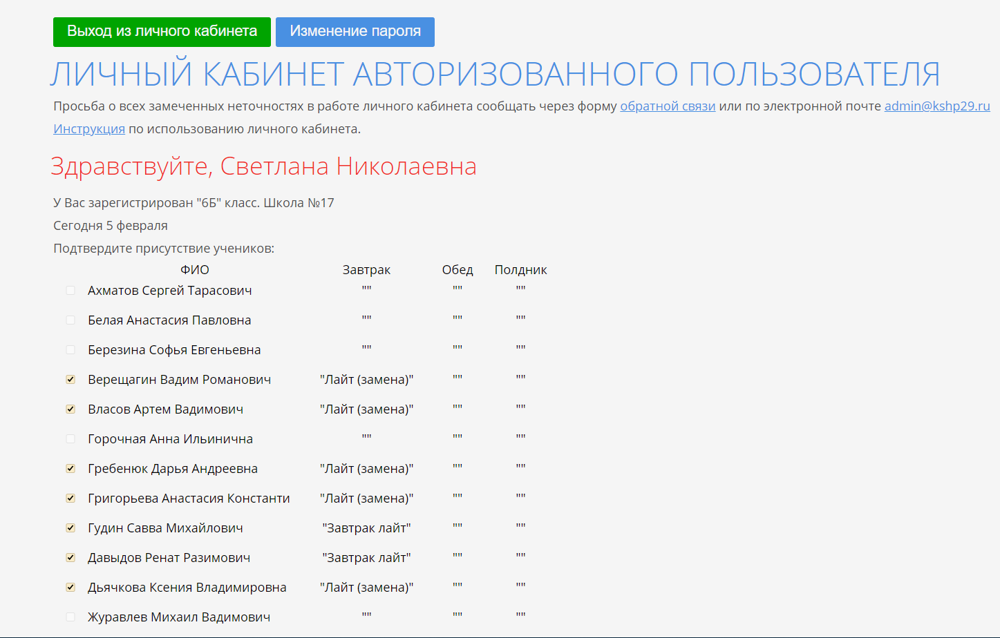 Выход из личного кабинета Изменение пароля
ЛИЧНЫЙ КАБИНЕТ АВТОРИЗОВАННОГО ПОЛЬЗОВАТЕЛЯ
Просьба о всех замеченных неточностях в работе личного кабинета сообщать через форму обратной связи или по электронной почте admin@kshp29.ru
Инструкция по использованию личного кабинета.
Здравствуйте, Светлана Николаевна
У Вас зарегистрирован "6Б" класс. Школа №17
Сегодня 5 февраля
Подтвердите присутствие учеников:
ФИО Завтрак Обед Полдник
Ахматов Сергей Тарасович "" "" ""
Белая Анастасия Павловна "" "" ""
Березина Софья Евгеньевна "" "" ""
Верещагин Вадим Романович "Лайт (замена)" "" ""
Власов Артем Вадимович "Лайт (замена)" "" ""
Горочная Анна Ильинична "" "" ""
Гребенюк Дарья Андреевна "Лайт (замена)" "" ""
Григорьева Анастасия Константи "Лайт (замена)" "" ""
Гудин Савва Михайлович "Завтрак лайт" "" ""
Давыдов Ренат Разимович "Завтрак лайт" "" ""
Дьячкова Ксения Владимировна "Лайт (замена)" "" ""
Журавлев Михаил Вадимович "" "" ""